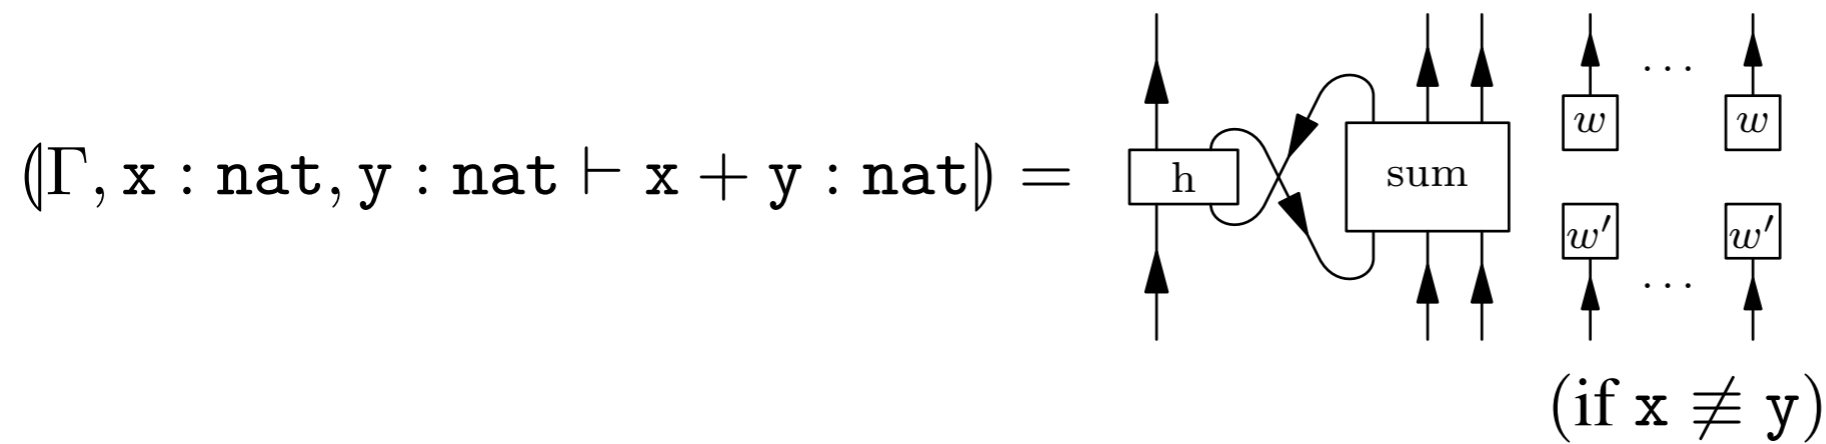 ⦇Γ, x : nat, y : nat ⊢ x + y : nat⦈ = h sum w ... w
w′ ... w′
(if x ≢ y)